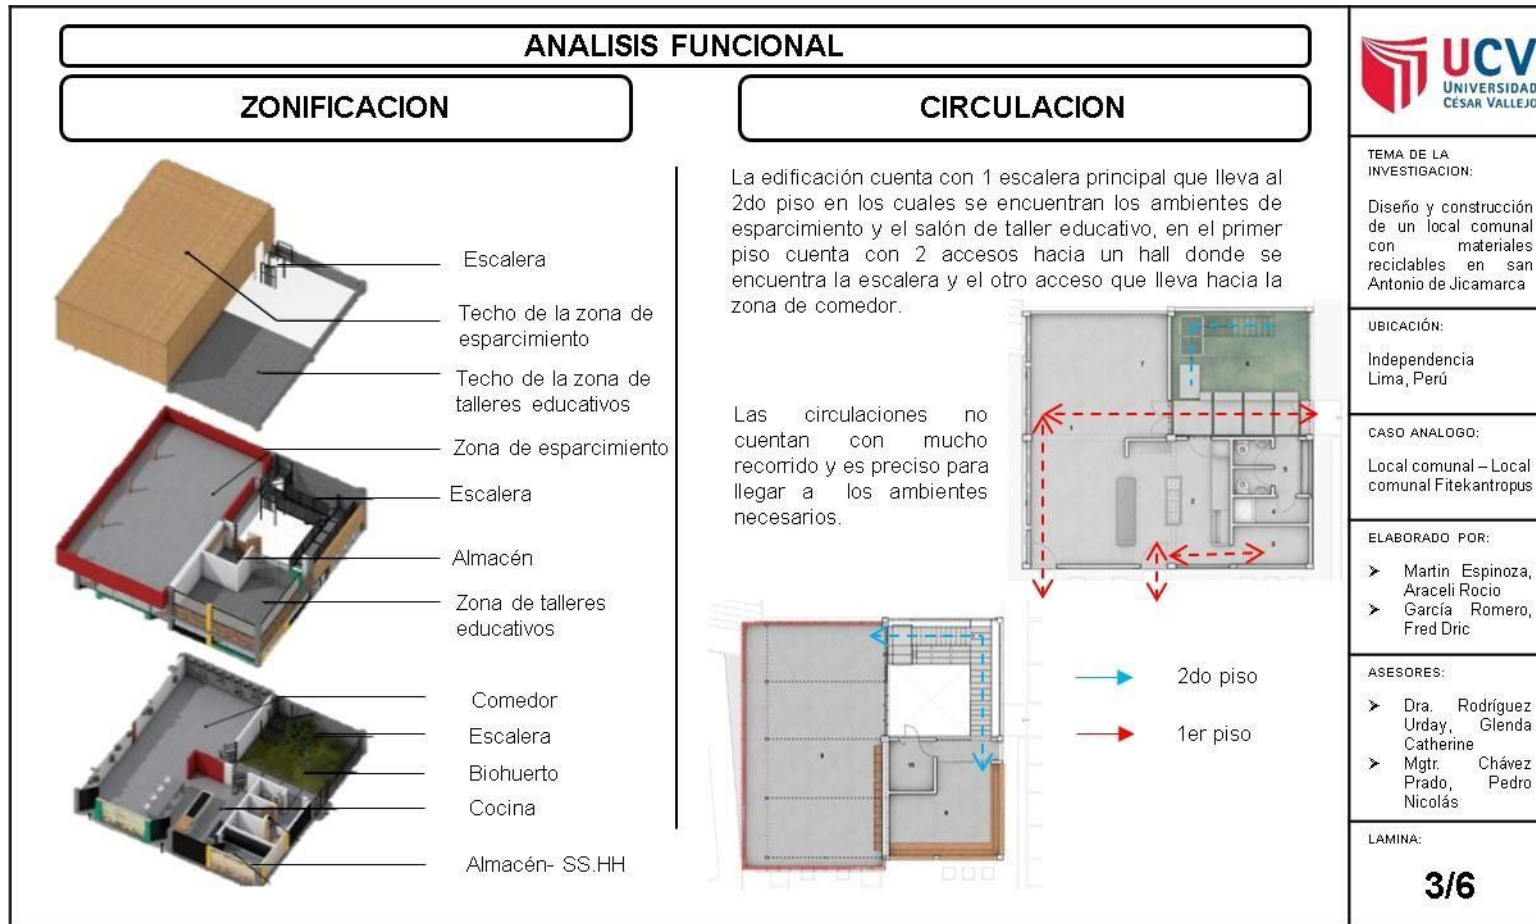 ANALISIS FUNCIONAL
ZONIFICACION
Escalera
Techo de la zona de
esparcimiento
Techo de la zona de
talleres educativos
Zona de esparcimiento
Escalera
Almacén
Zona de talleres
educativos
Comedor
Escalera
Biohuerto
Cocina
Almacén- SS.HH
CIRCULACION
La edificación cuenta con 1 escalera principal que lleva al
2do piso en los cuales se encuentran los ambientes de
esparcimiento y el salón de taller educativo, en el primer
piso cuenta con 2 accesos hacia un hall donde se
encuentra la escalera y el otro acceso que lleva hacia la
zona de comedor.
Las circulaciones no
cuentan con mucho
recorrido y es preciso para
llegar a los ambientes
necesarios.
2do piso
1er piso
UCV
UNIVERSIDAD
CÉSAR VALLEJO
TEMA DE LA
INVESTIGACION:
Diseño y construcción
de un local comunal
con materiales
reciclables en san
Antonio de Jicamarca
UBICACIÓN:
Independencia
Lima, Perú
CASO ANALOGO:
Local comunal – Local
comunal Fitekantropus
ELABORADO POR:
➢ Martin Espinoza,
Araceli Rocio
➢ García Romero,
Fred Dric
ASESORES:
➢ Dra. Rodríguez
Urday, Glenda
Catherine
➢ Mgtr. Chávez
Prado, Pedro
Nicolás
LAMINA:
3/6